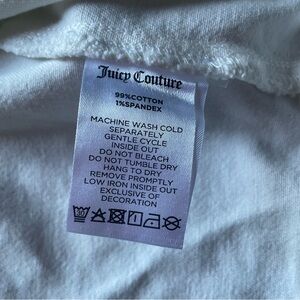 Juicy Couture
99%COTTON
1%SPANDEX
MACHINE WASH COLD
SEPARATELY
GENTLE CYCLE
INSIDE OUT
DO NOT BLEACH
DO NOT TUMBLE DRY
HANG TO DRY
REMOVE PROMPTLY
LOW IRON INSIDE OUT
EXCLUSIVE OF
DECORATION